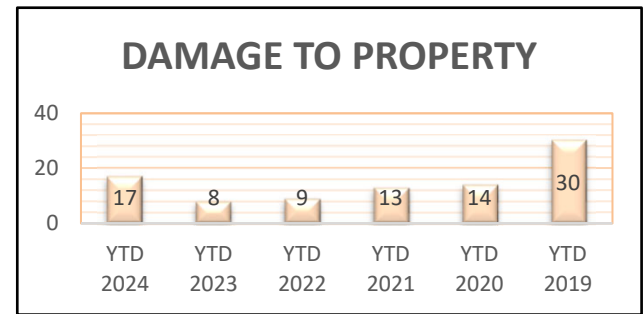 DAMAGE TO PROPERTY
40
20
0
17 8 9 13 14 30
YTD YTD YTD YTD YTD YTD
2024 2023 2022 2021 2020 2019